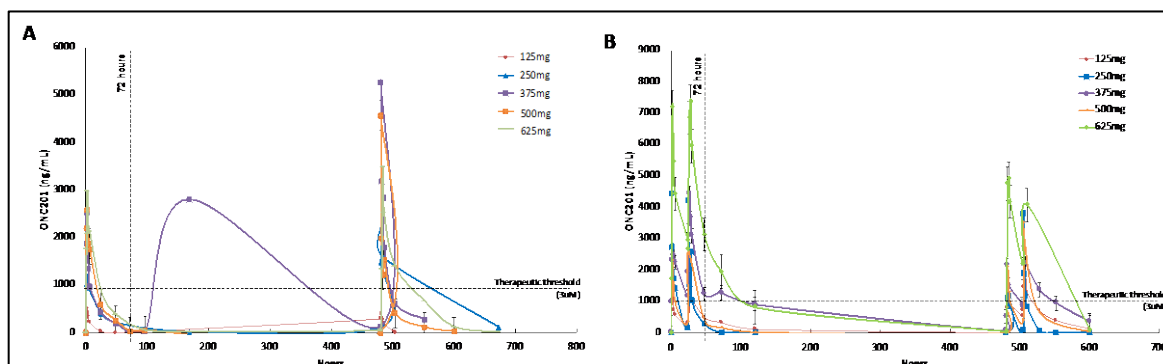 A
6000
5000
4000
3000
2000
1000
0
0
100
200
300
400
500
600
700
800
ONC201 (ng/mL)
72 hours
125mg
250mg
375mg
500mg
625mg
Therapeutic threshold
(3uM)
Hours
B
9000
8000
7000
6000
5000
4000
3000
2000
1000
0
0
100
200
300
400
500
600
700
ONC201 (ng/mL)
72 hours
125mg
250mg
375mg
500mg
625mg
Therapeutic threshold
(3uM)
Hours